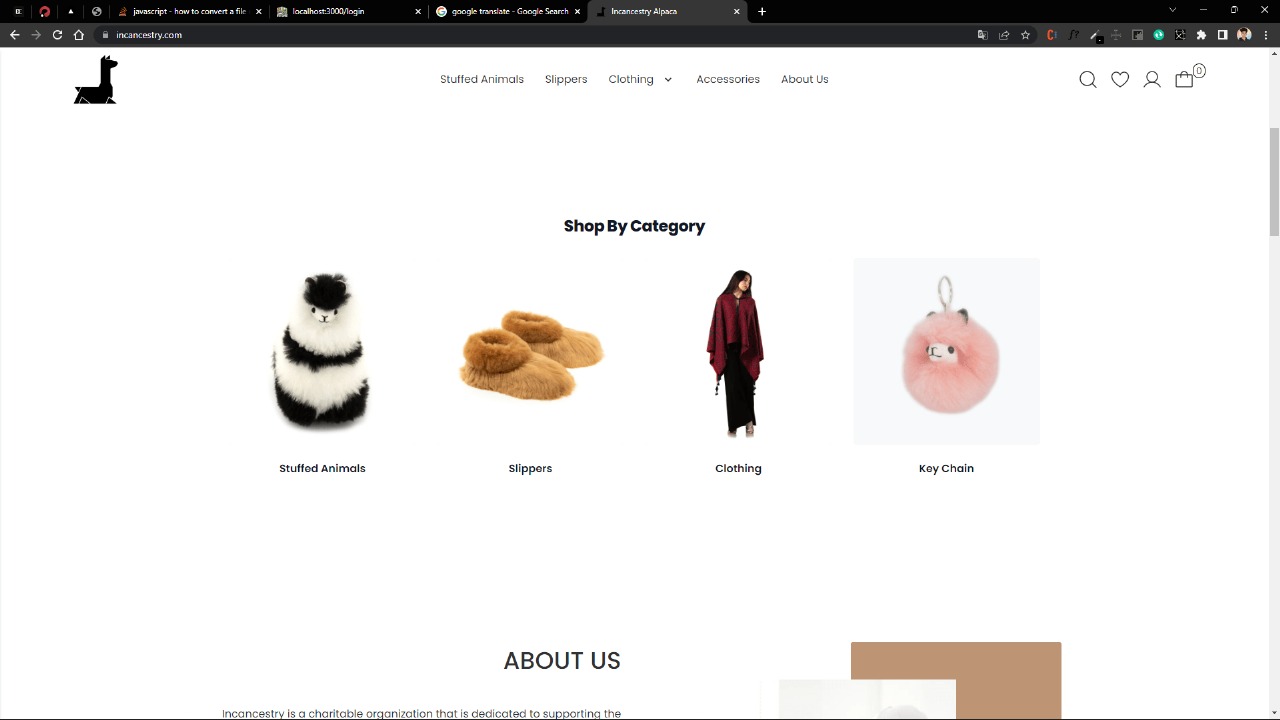 javascript - how to convert a file
localhost:3000/login
google translate - Google Search
Incancestry Alpaca
incancestry.com
Stuffed Animals
Slippers
Clothing
Accessories
About Us
0
Shop By Category
Stuffed Animals
Slippers
Clothing
Key Chain
ABOUT US
Incancestry is a charitable organization that is dedicated to supporting the